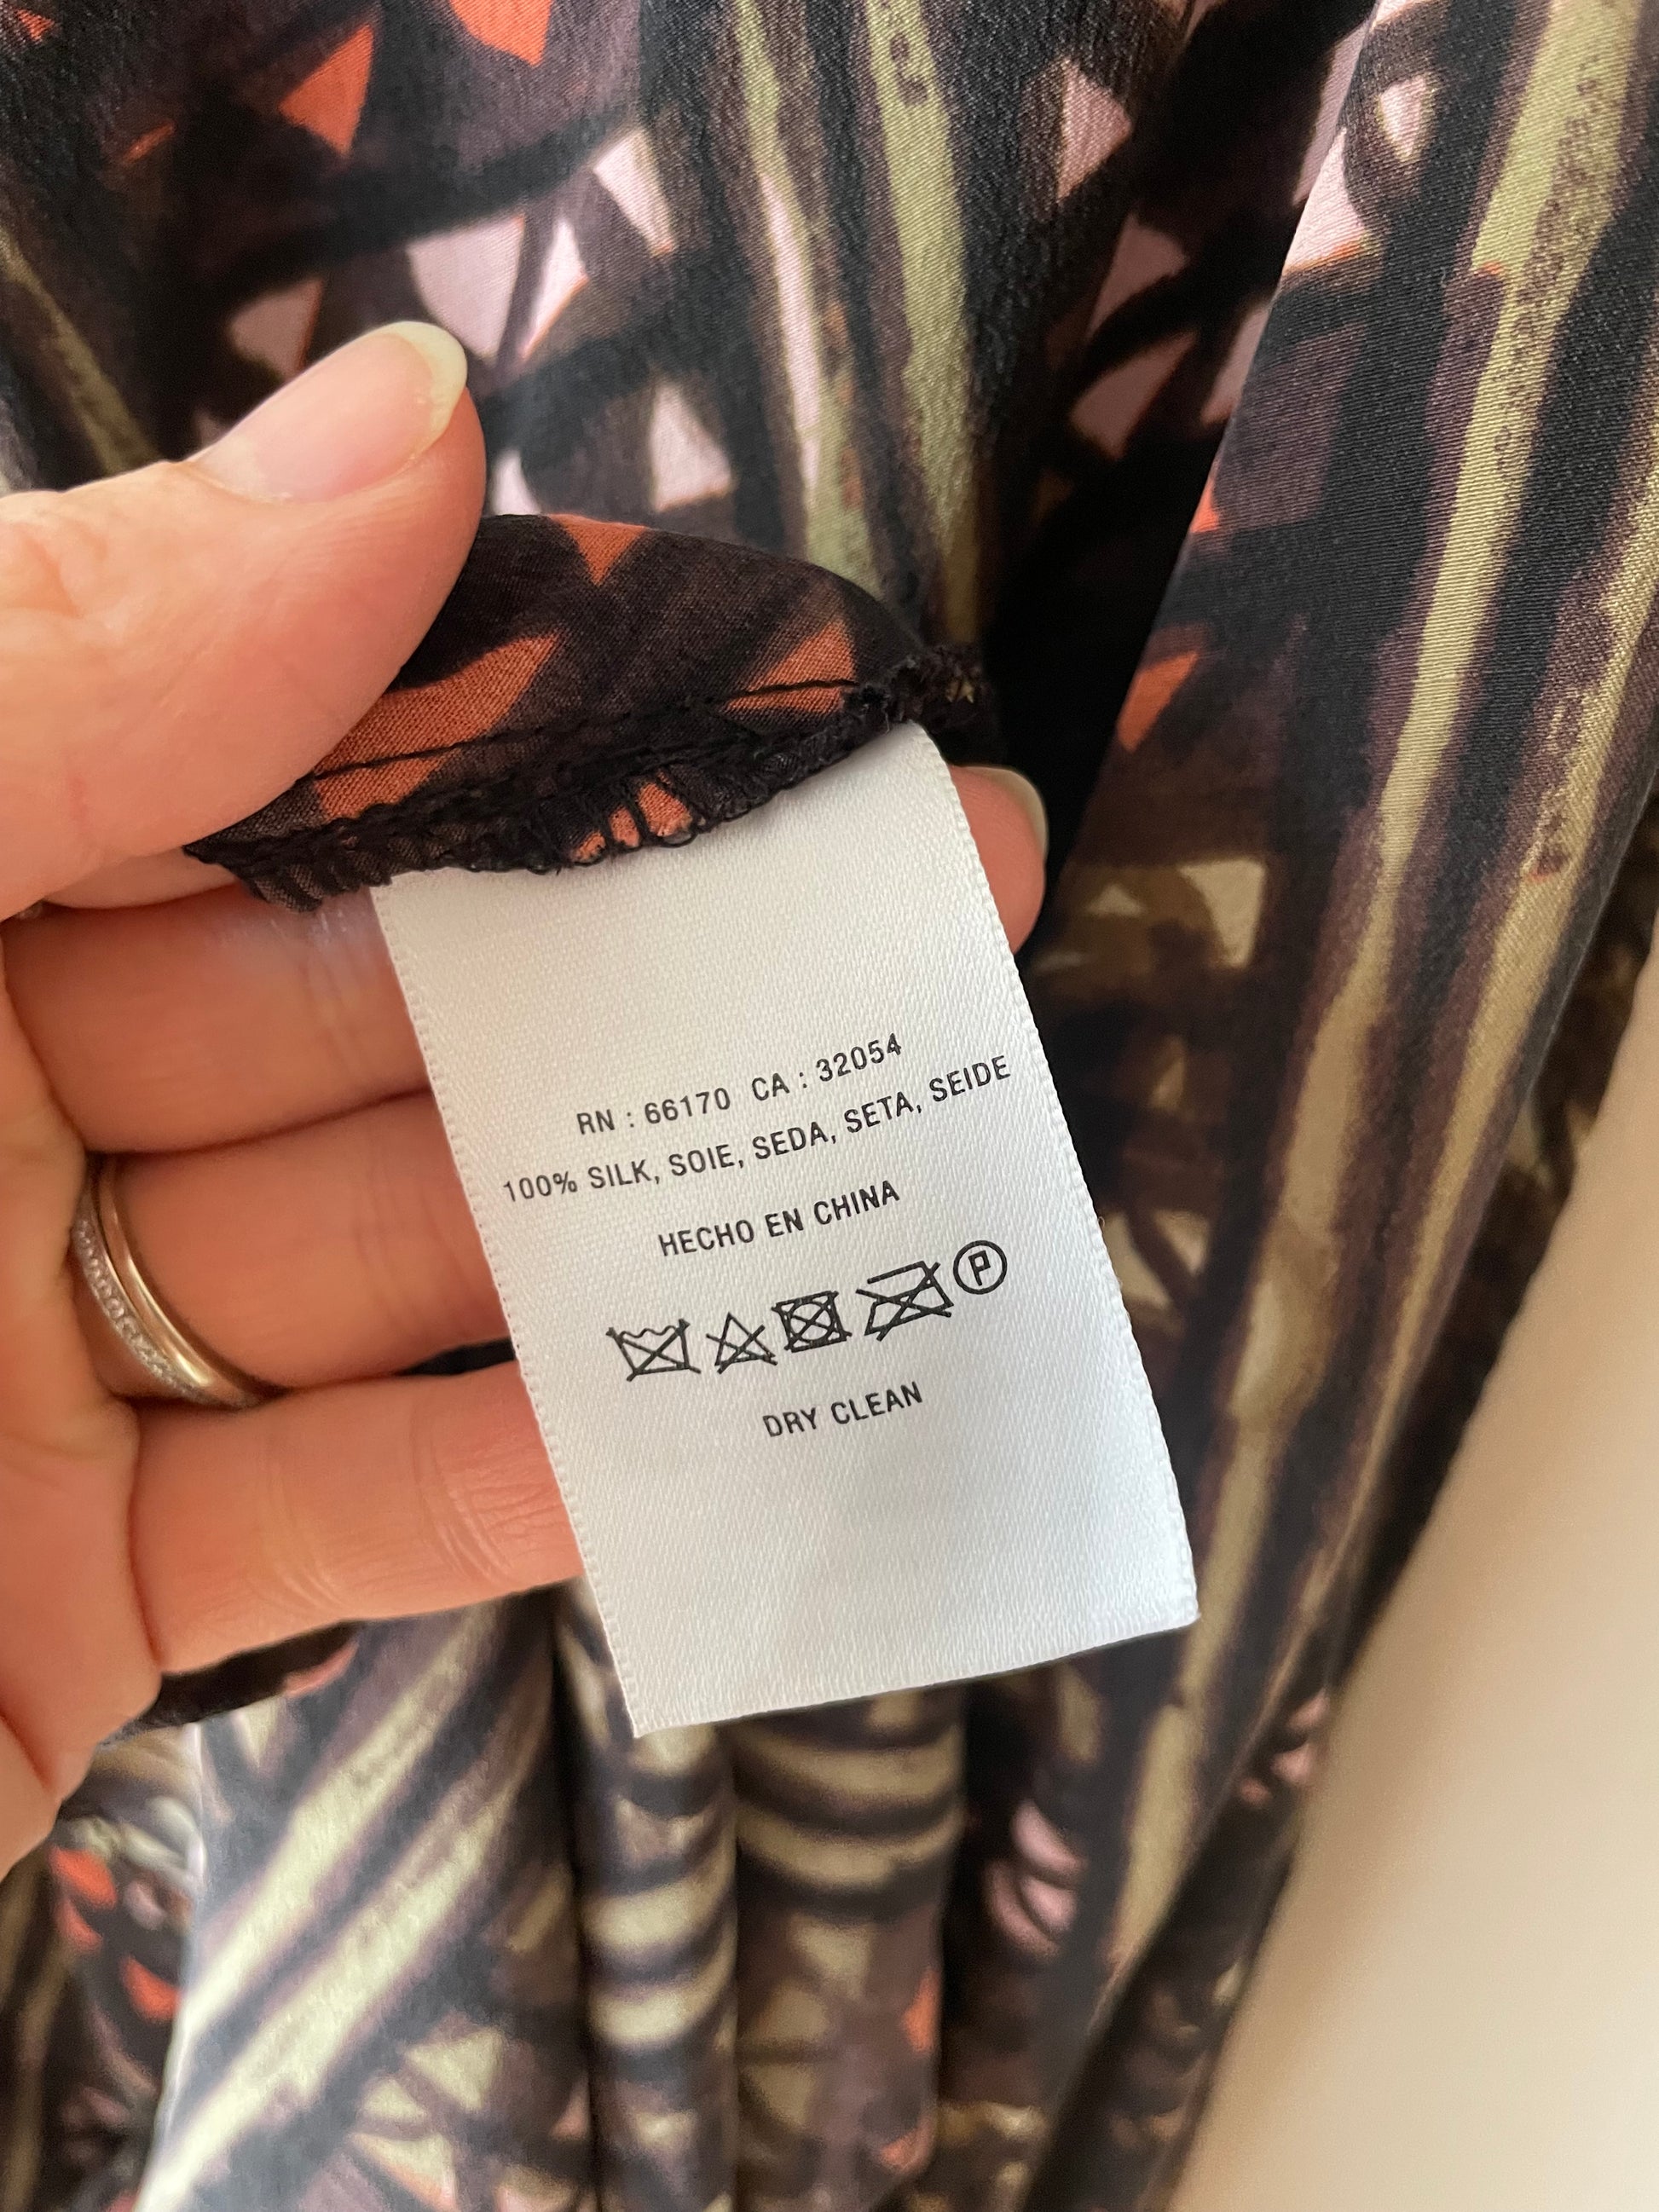 RN : 66170 CA : 32054
100% SILK, SOIE, SEDA, SETA, SEIDE
HECHO EN CHINA
P
DRY CLEAN